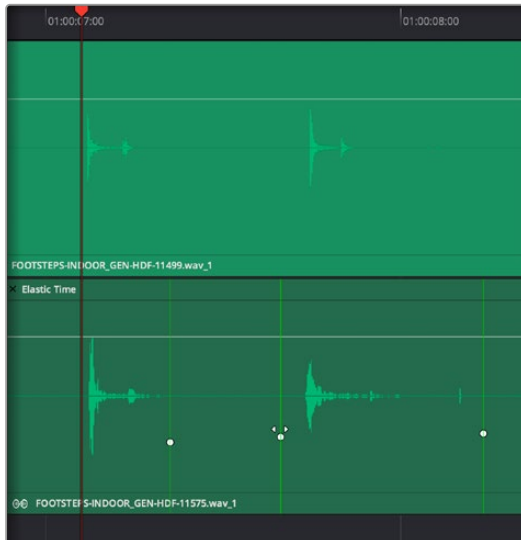 01:00:07:00
01:00:08:00
FOOTSTEPS-INDOOR_GEN-HDF-11499.wav_1
× Elastic Time
FOOTSTEPS-INDOOR_GEN-HDF-11575.wav_1